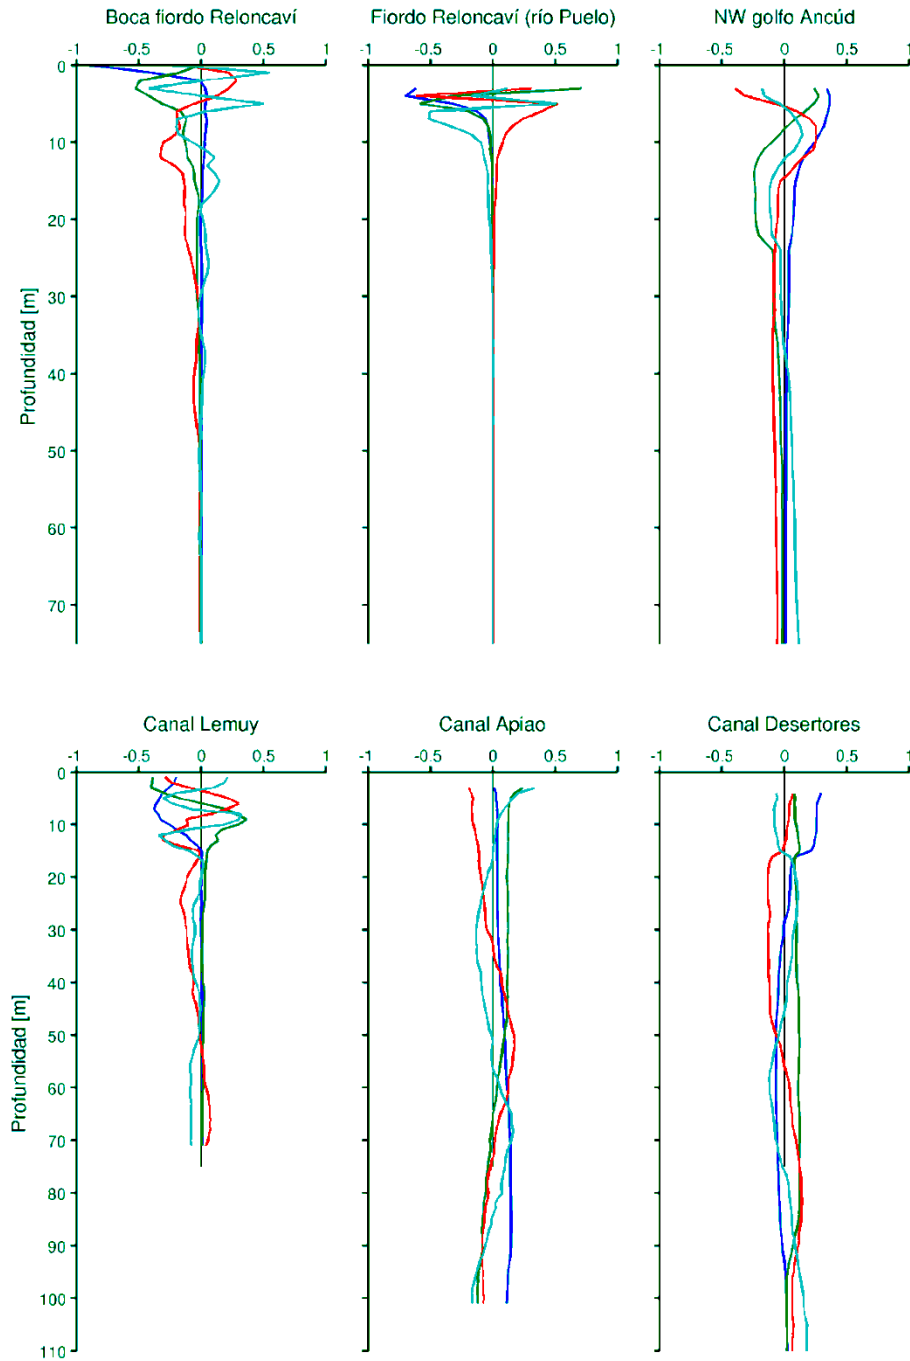 Boca fiordo Reloncaví
Fiordo Reloncaví (río Puelo)
NW golfo Ancúd
-1 -0.5 0 0.5 1
-1 -0.5 0 0.5 1
-1 -0.5 0 0.5 1
0
10
20
30
40
50
60
70
Profundidad [m]
Canal Lemuy
Canal Apiao
Canal Desertores
-1 -0.5 0 0.5 1
-1 -0.5 0 0.5 1
-1 -0.5 0 0.5 1
0
10
20
30
40
50
60
70
80
90
100
110
Profundidad [m]